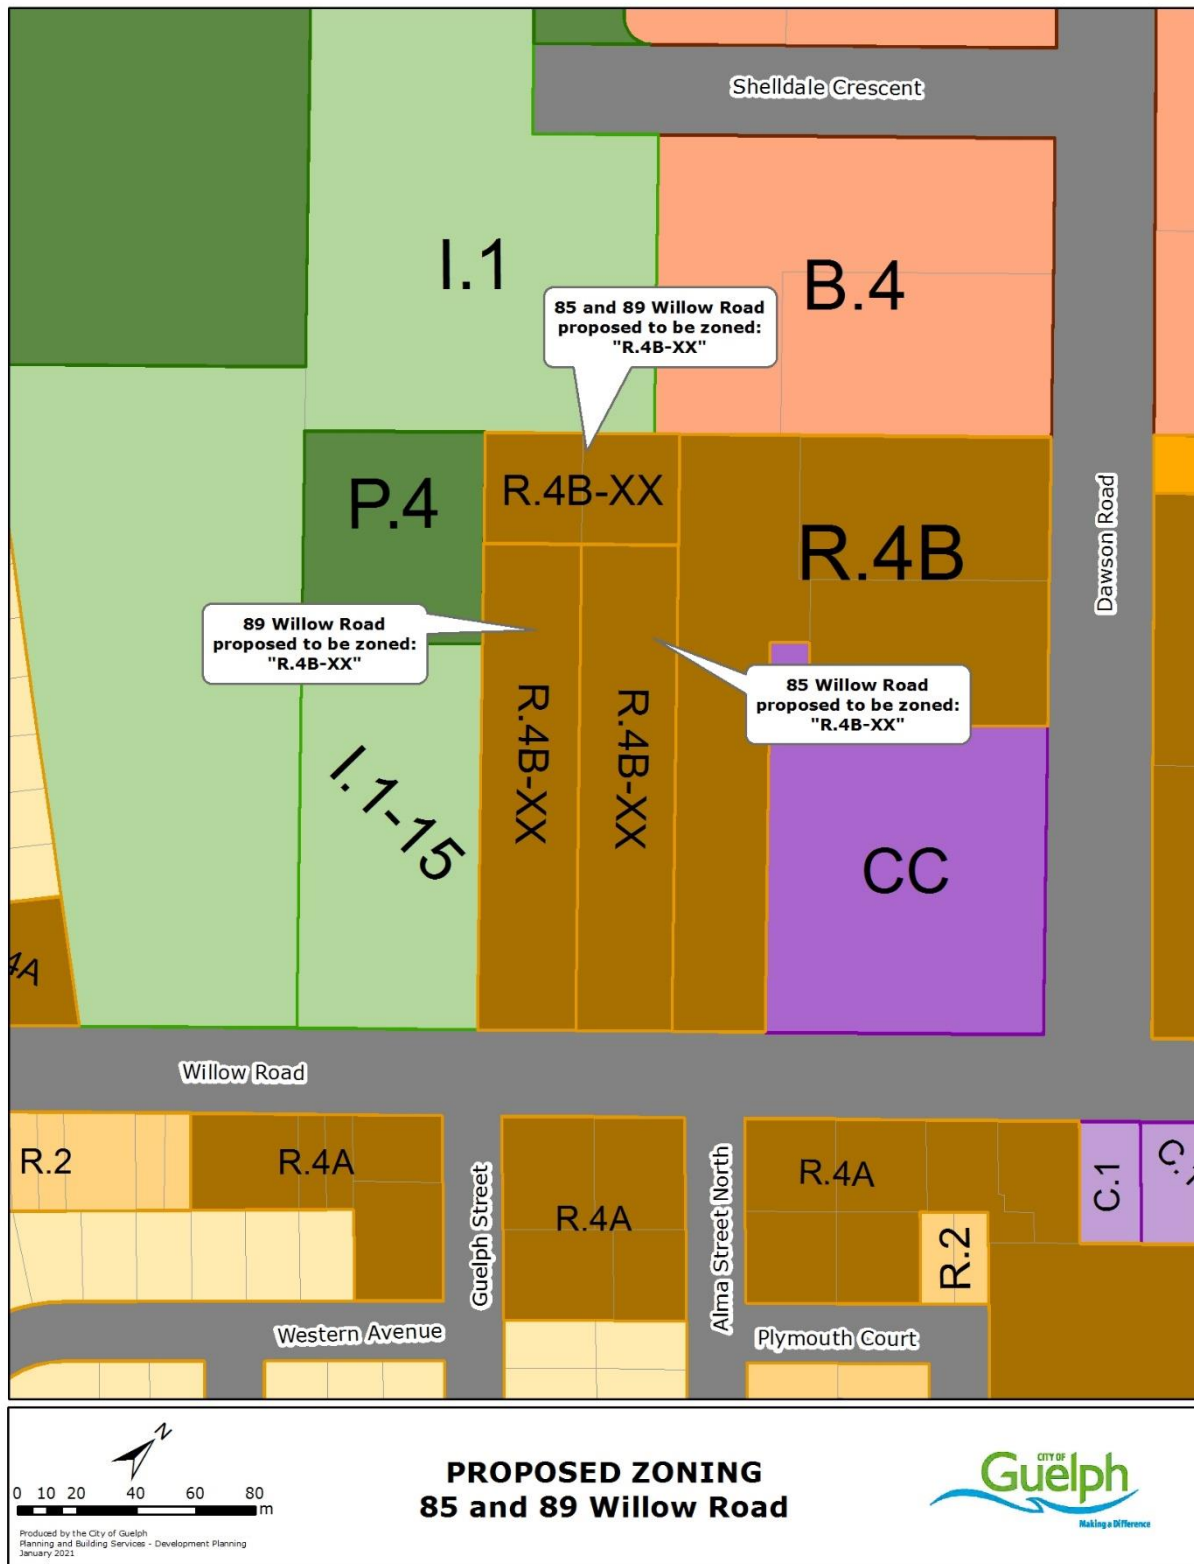 Shelldale Crescent
I.1
B.4
85 and 89 Willow Road
proposed to be zoned:
"R.4B-XX"
R.4B-XX
P.4
R.4B
Dawson Road
89 Willow Road
proposed to be zoned:
"R.4B-XX"
85 Willow Road
proposed to be zoned:
"R.4B-XX"
R.4B-XX
R.4B-XX
I.1-15
CC
4A
Willow Road
R.2
R.4A
Guelph Street
R.4A
Alma Street North
R.4A
R.2
C.1
C.1
Western Avenue
Plymouth Court
N
0 10 20 40 60 80
m
Produced by the City of Guelph
Planning and Building Services - Development Planning
January 2021
PROPOSED ZONING
85 and 89 Willow Road
CITY OF
Guelph
Making a Difference